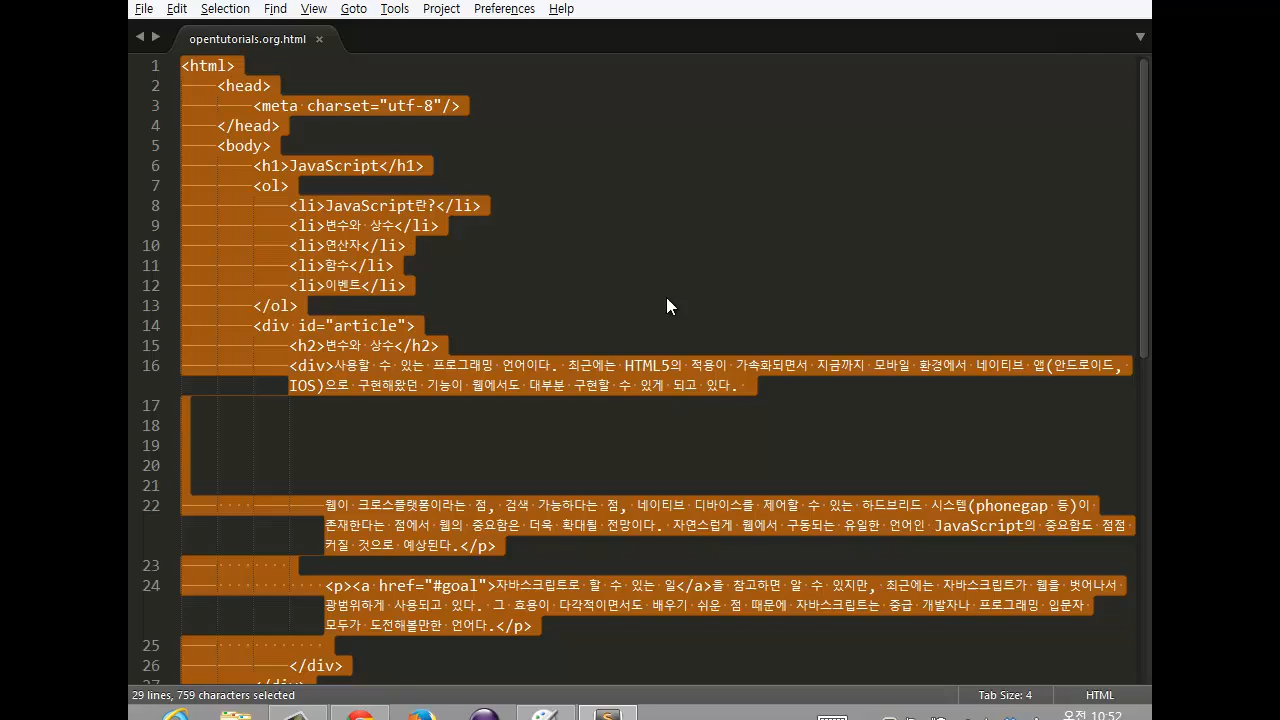 File Edit Selection Find View Goto Tools Project Preferences Help
opentutorials.org.html ×
1 <html>
2 <head>
3 <meta charset="utf-8"/>
4 </head>
5 <body>
6 <h1>JavaScript</h1>
7 <ol>
8 <li>JavaScript란?</li>
9 <li>변수와 상수</li>
10 <li>연산자</li>
11 <li>함수</li>
12 <li>이벤트</li>
13 </ol>
14 <div id="article">
15 <h2>변수와 상수</h2>
16 <div>사용할 수 있는 프로그래밍 언어이다. 최근에는 HTML5의 적용이 가속화되면서 지금까지 모바일 환경에서 네이티브 앱(안드로이드,
IOS)으로 구현해왔던 기능이 웹에서도 대부분 구현할 수 있게 되고 있다.
17
18
19
20
21
22 웹이 크로스플랫폼이라는 점, 검색 가능하다는 점, 네이티브 디바이스를 제어할 수 있는 하드브리드 시스템(phonegap 등)이
존재한다는 점에서 웹의 중요함은 더욱 확대될 전망이다. 자연스럽게 웹에서 구동되는 유일한 언어인 JavaScript의 중요함도 점점
커질 것으로 예상된다.</p>
23
24 <p><a href="#goal">자바스크립트로 할 수 있는 일</a>을 참고하면 알 수 있지만, 최근에는 자바스크립트가 웹을 벗어나서
광범위하게 사용되고 있다. 그 효용이 다각적이면서도 배우기 쉬운 점 때문에 자바스크립트는 중급 개발자나 프로그래밍 입문자
모두가 도전해볼만한 언어다.</p>
25
26 </div>
27 </div>
29 lines, 759 characters selected Tab Size: 4 HTML
오전 10:52